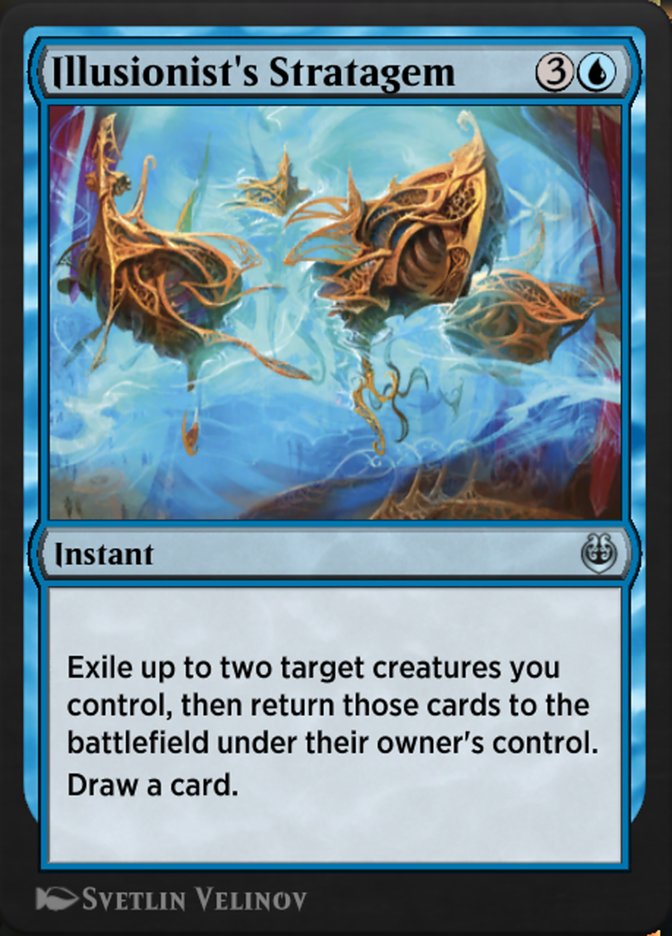 Illusionist's Stratagem 3
Instant
Exile up to two target creatures you
control, then return those cards to the
battlefield under their owner's control.
Draw a card.
Svetlin Velinov